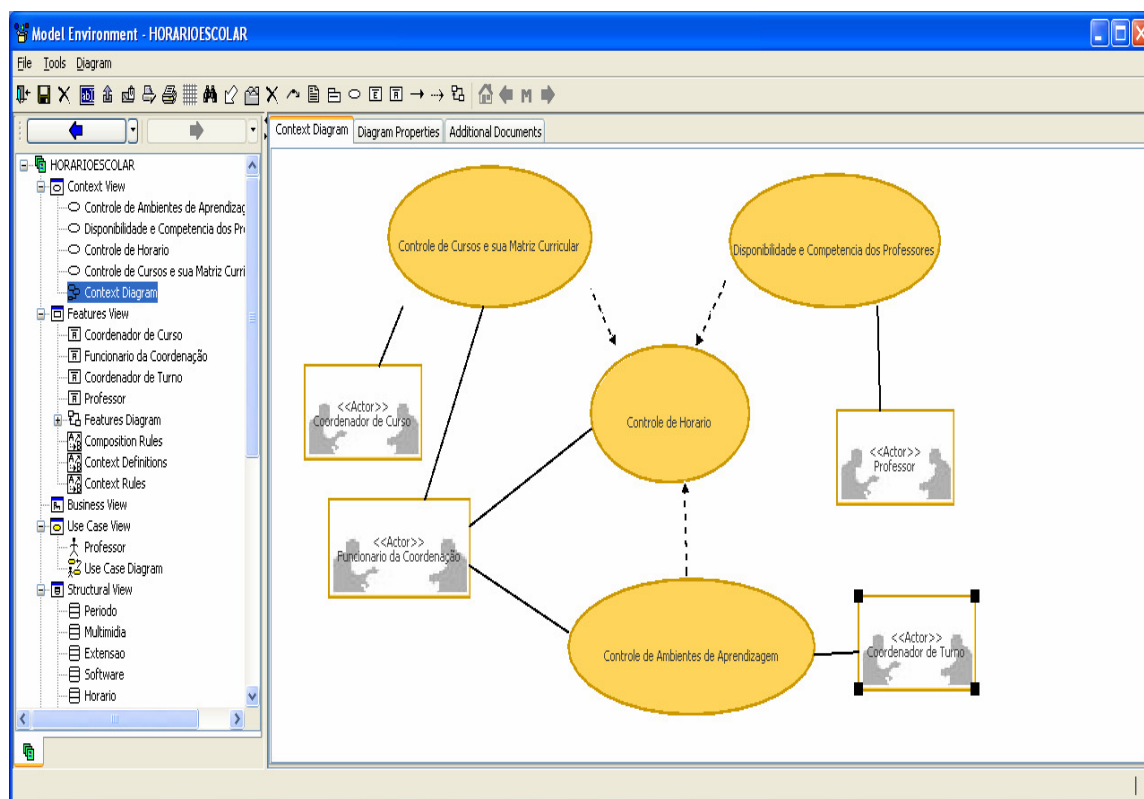 Model Environment - HORARIOESCOLAR
File Tools Diagram
Context Diagram Diagram Properties Additional Documents
HORARIOESCOLAR
Context View
Controle de Ambientes de Aprendizag
Disponibilidade e Competencia dos Pr
Controle de Horario
Controle de Cursos e sua Matriz Curri
Context Diagram
Features View
Coordenador de Curso
Funcionario da Coordenação
Coordenador de Turno
Professor
Features Diagram
Composition Rules
Context Definitions
Context Rules
Business View
Use Case View
Professor
Use Case Diagram
Structural View
Periodo
Multimidia
Extensao
Software
Horario
Controle de Cursos e sua Matriz Curricular
Disponibilidade e Competencia dos Professores
<<Actor>>
Coordenador de Curso
Controle de Horario
<<Actor>>
Professor
<<Actor>>
Funcionario da Coordenação
Controle de Ambientes de Aprendizagem
<<Actor>>
Coordenador de Turno